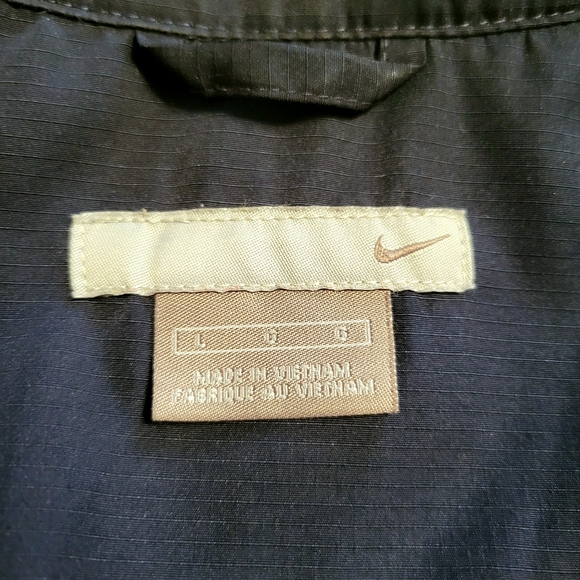 L G G
MADE IN VIETNAM
FABRIQUE AU VIETNAM